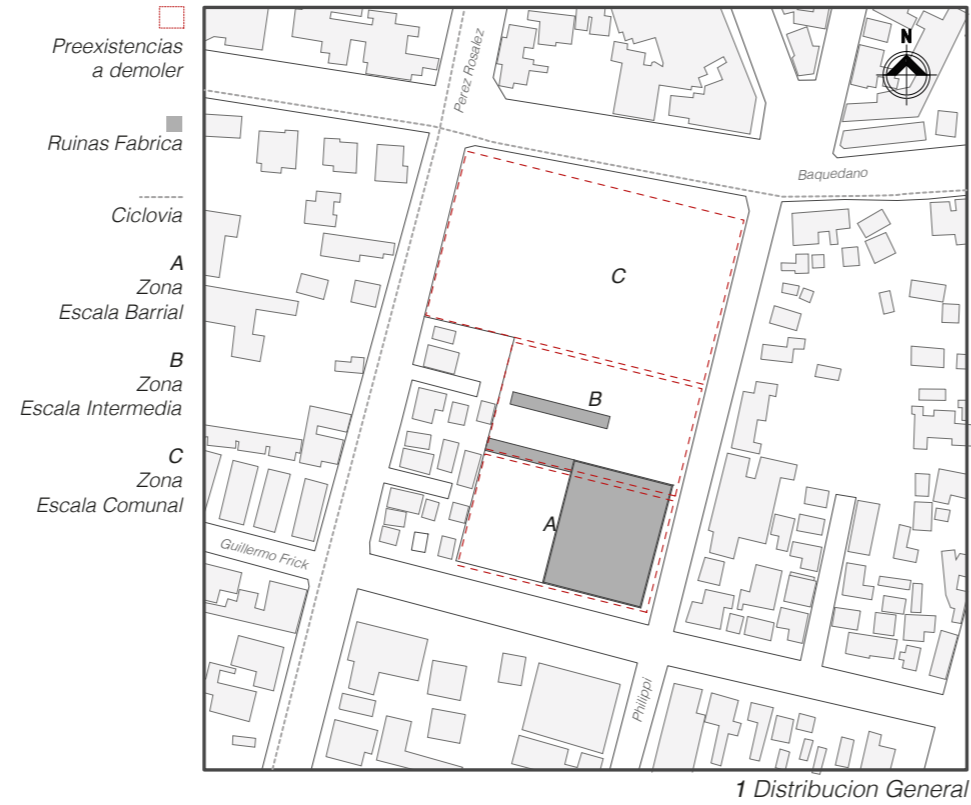 Preexistencias
a demoler
Ruinas Fabrica
Ciclovia
A
Zona
Escala Barrial
B
Zona
Escala Intermedia
C
Zona
Escala Comunal
N
Perez Rosalez
Baquedano
C
B
A
Guillermo Frick
Philippi
1 Distribucion General